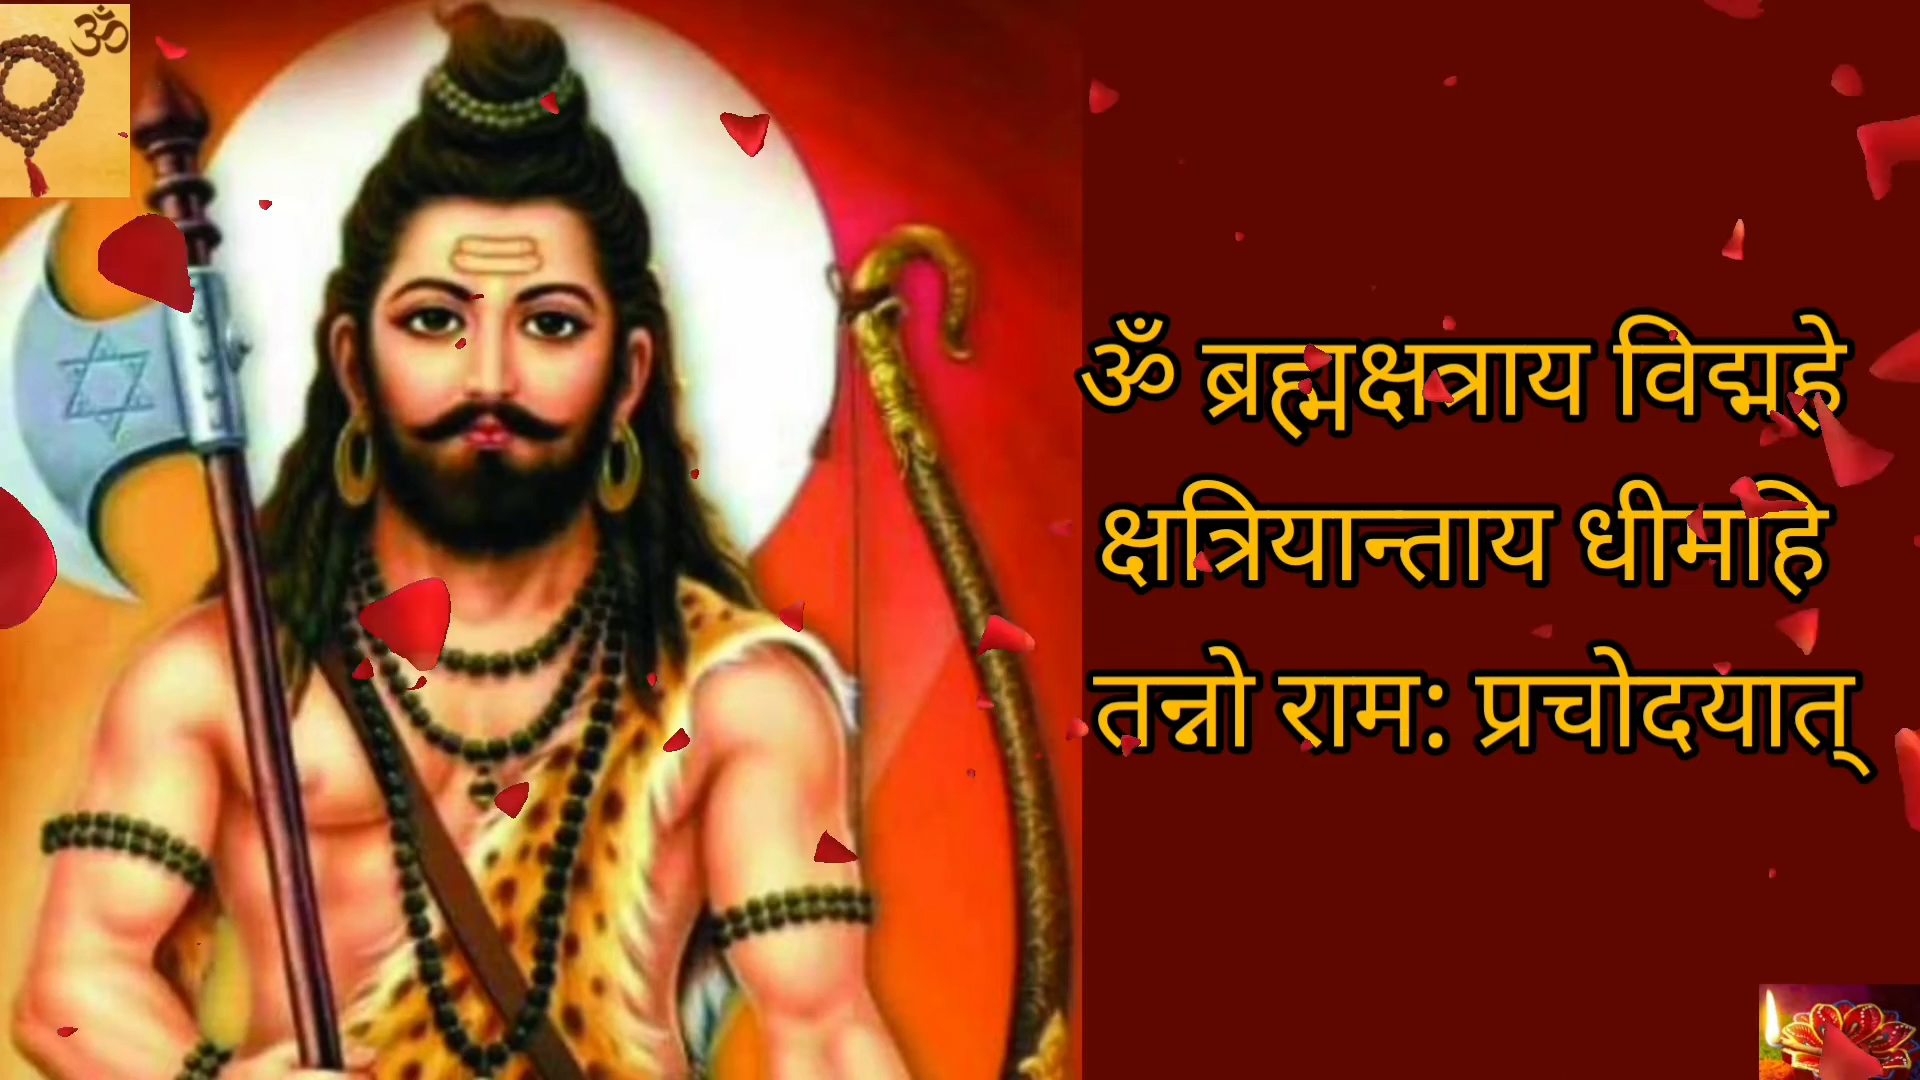 ॐ
ॐ ब्रह्मक्षत्राय विद्महे
क्षत्रियान्ताय धीमहि
तन्नो राम: प्रचोदयात्